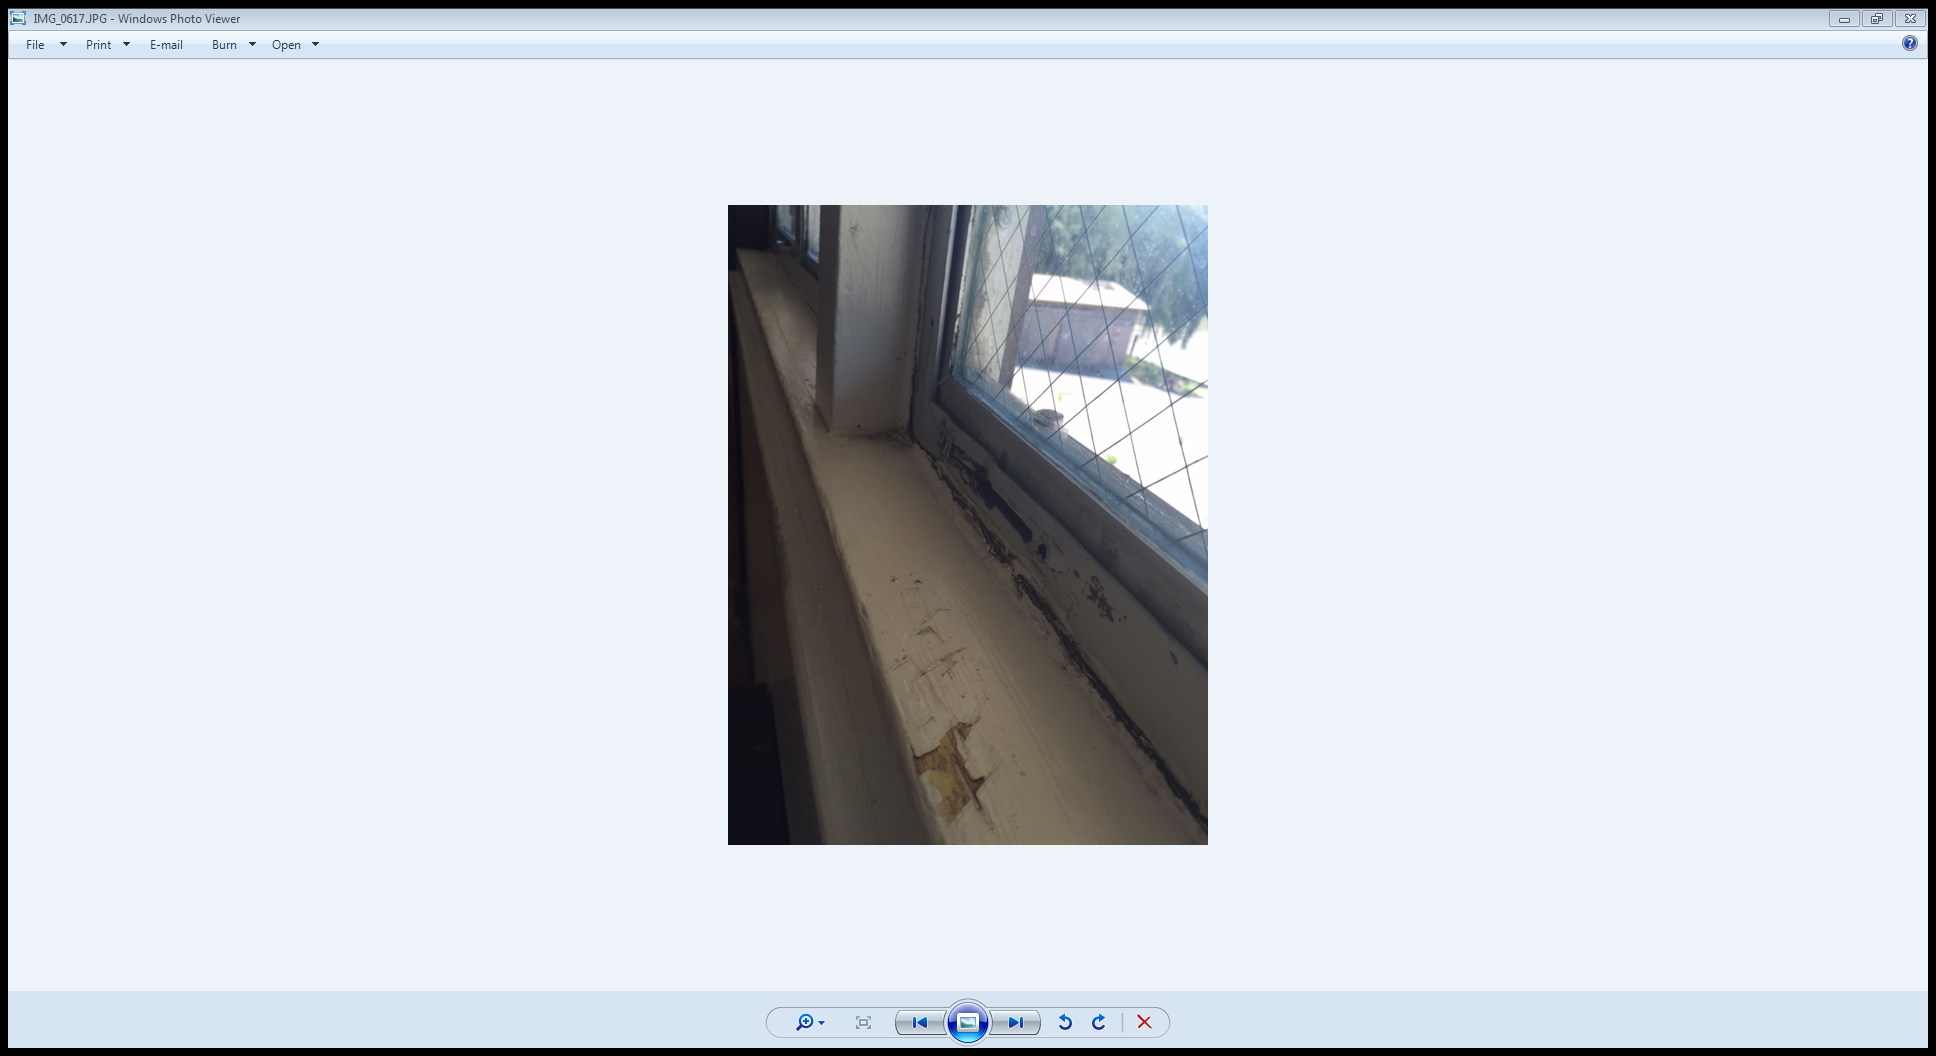 IMG_0617.JPG - Windows Photo Viewer
File Print E-mail Burn Open